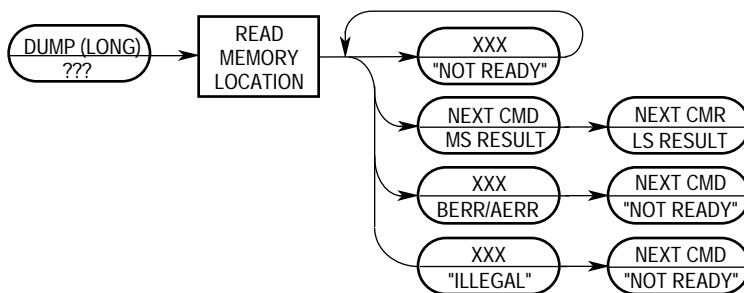 DUMP (LONG)
???
READ
MEMORY
LOCATION
XXX
"NOT READY"
NEXT CMD
MS RESULT
NEXT CMR
LS RESULT
XXX
BERR/AERR
NEXT CMD
"NOT READY"
XXX
"ILLEGAL"
NEXT CMD
"NOT READY"